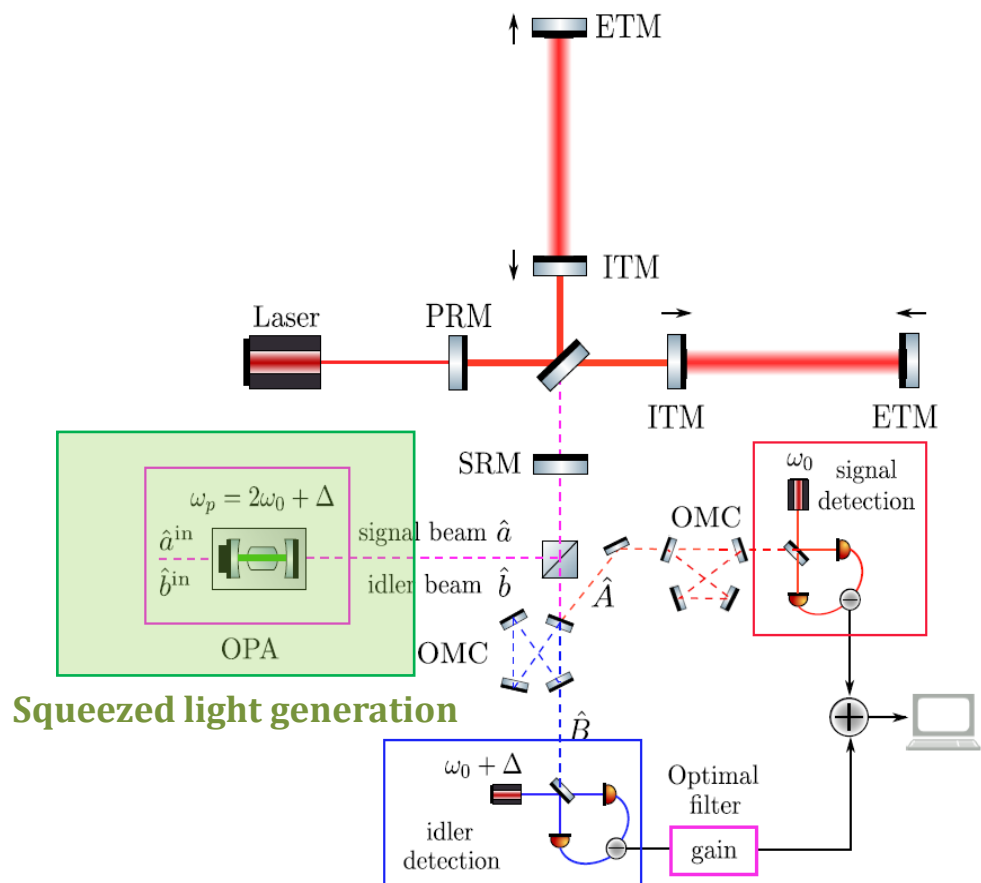 ETM
ITM
Laser
PRM
ITM
ETM
SRM
ω₀
signal
detection
OMC
ωₚ = 2ω₀ + Δ
âⁱⁿ
b̂ⁱⁿ
signal beam â
idler beam b̂
Â
OPA
OMC
Squeezed light generation
B̂
ω₀ + Δ
idler
detection
Optimal
filter
gain